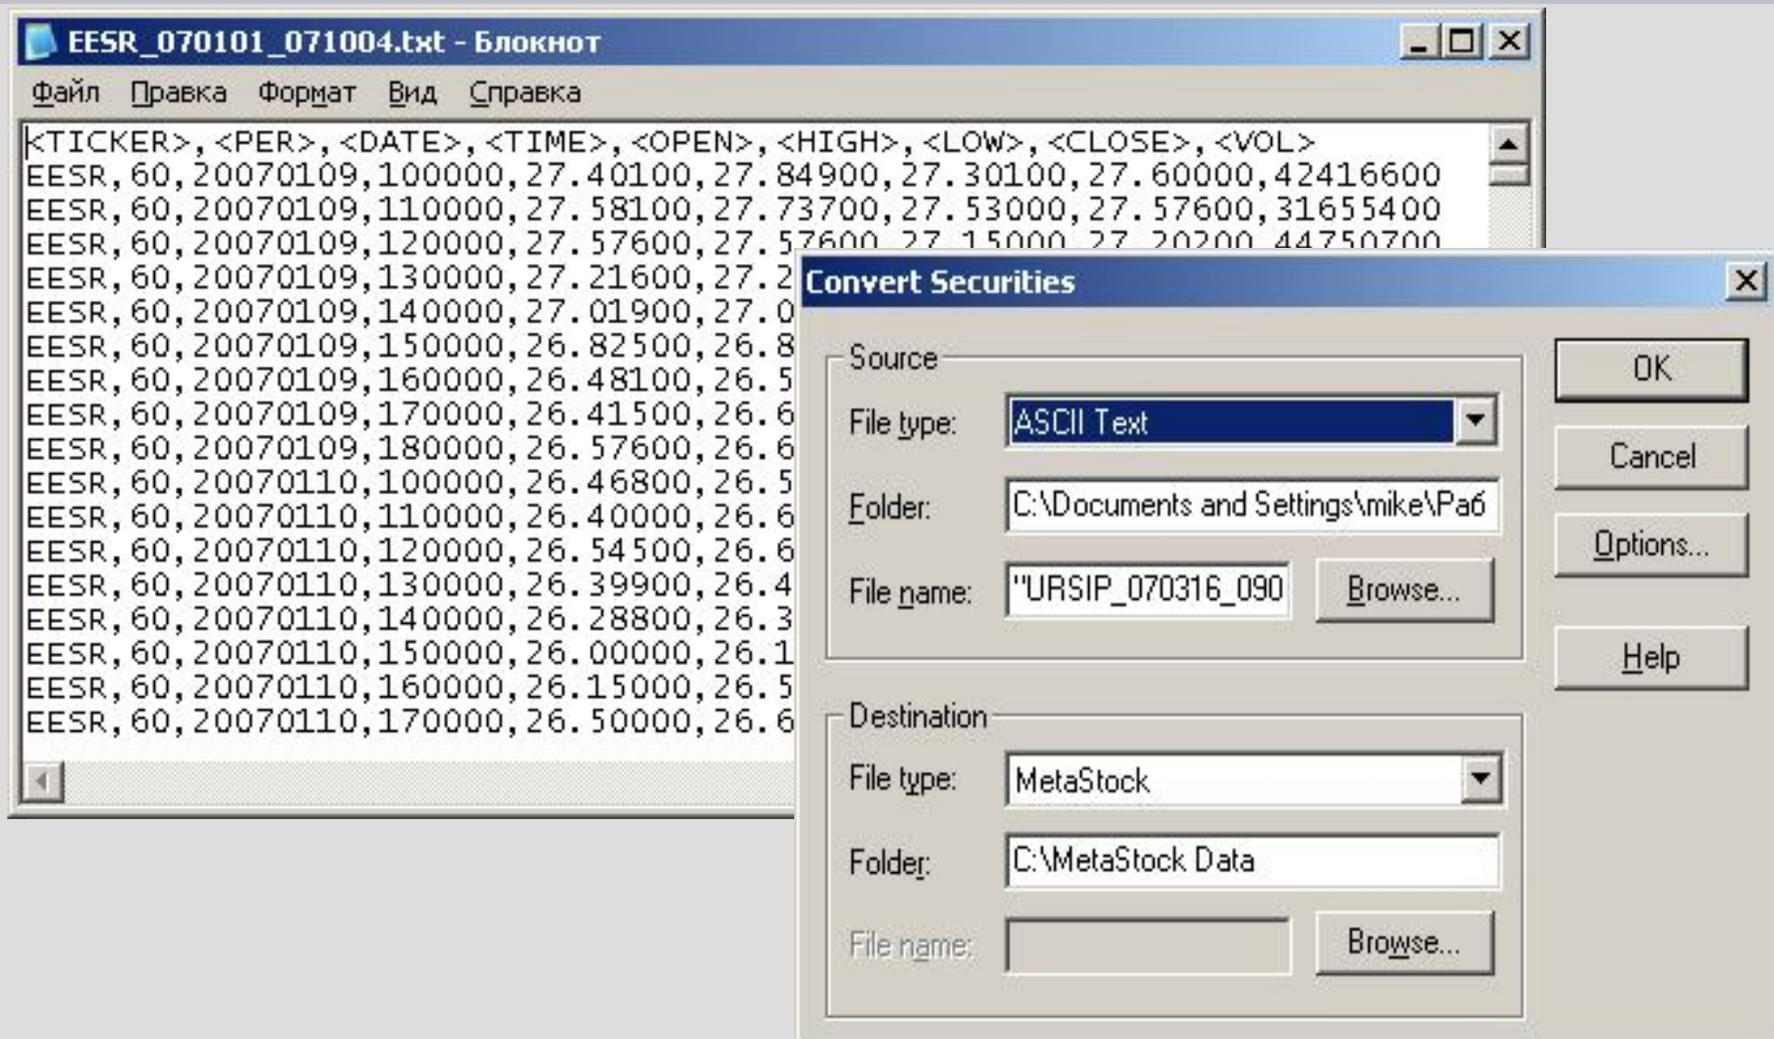 EESR_070101_071004.txt - Блокнот
Файл Правка Формат Вид Справка
<TICKER>,<PER>,<DATE>,<TIME>,<OPEN>,<HIGH>,<LOW>,<CLOSE>,<VOL>
EESR,60,20070109,100000,27.40100,27.84900,27.30100,27.60000,42416600
EESR,60,20070109,110000,27.58100,27.73700,27.53000,27.57600,31655400
EESR,60,20070109,120000,27.57600,27.57600,27.15000,27.20200,44750700
EESR,60,20070109,130000,27.21600,27.2
EESR,60,20070109,140000,27.01900,27.0
EESR,60,20070109,150000,26.82500,26.8
EESR,60,20070109,160000,26.48100,26.5
EESR,60,20070109,170000,26.41500,26.6
EESR,60,20070109,180000,26.57600,26.6
EESR,60,20070110,100000,26.46800,26.5
EESR,60,20070110,110000,26.40000,26.6
EESR,60,20070110,120000,26.54500,26.6
EESR,60,20070110,130000,26.39900,26.4
EESR,60,20070110,140000,26.28800,26.3
EESR,60,20070110,150000,26.00000,26.1
EESR,60,20070110,160000,26.15000,26.5
EESR,60,20070110,170000,26.50000,26.6
Convert Securities
Source
File type: ASCII Text
Folder: C:\Documents and Settings\mike\Раб
File name: "URSIP_070316_090 Browse...
OK
Cancel
Options...
Help
Destination
File type: MetaStock
Folder: C:\MetaStock Data
File name: Browse...